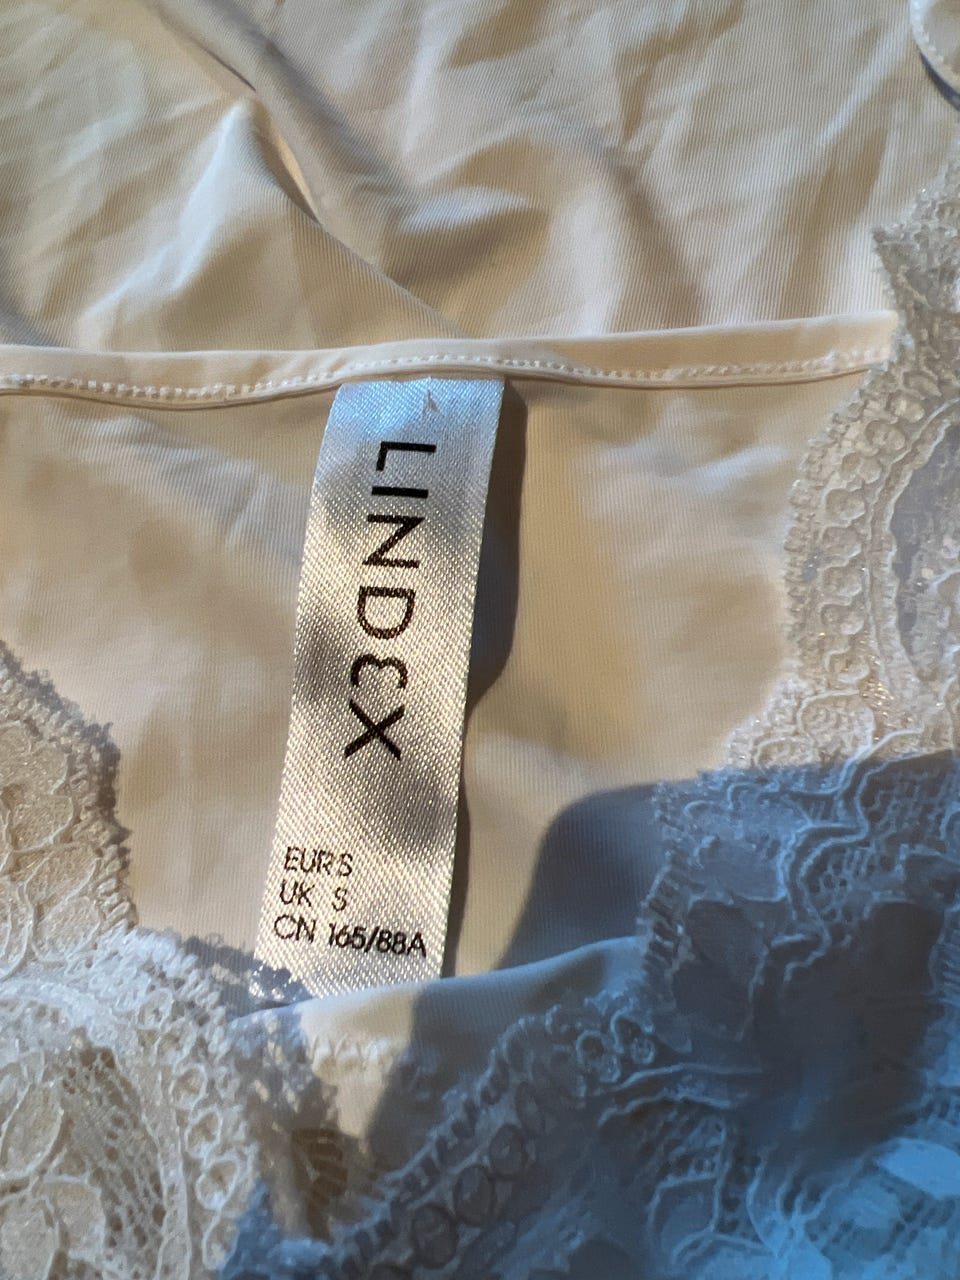 LINDEX
EUR S
UK S
CN 165/88A